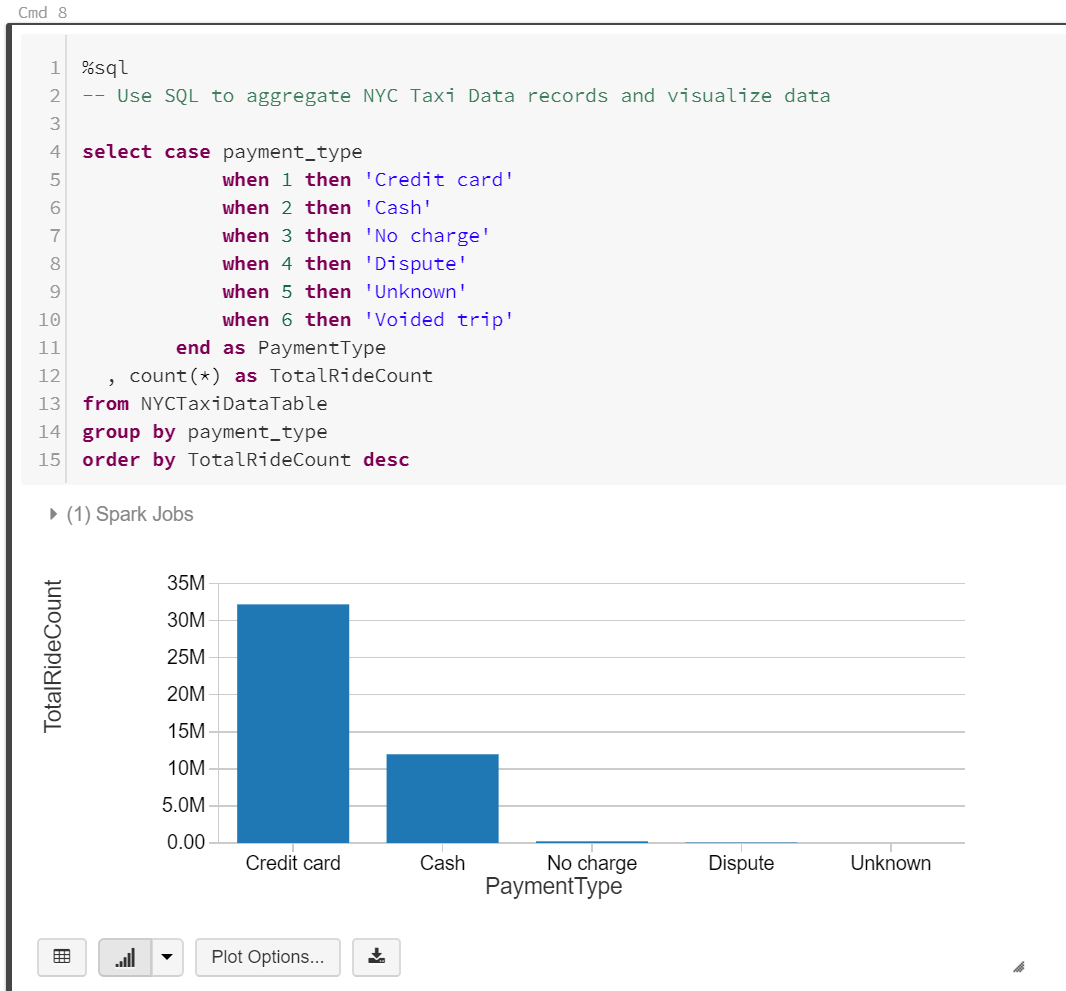 Cmd 8
1 %sql
2 -- Use SQL to aggregate NYC Taxi Data records and visualize data
3
4 select case payment_type
5 when 1 then 'Credit card'
6 when 2 then 'Cash'
7 when 3 then 'No charge'
8 when 4 then 'Dispute'
9 when 5 then 'Unknown'
10 when 6 then 'Voided trip'
11 end as PaymentType
12 , count(*) as TotalRideCount
13 from NYCTaxiDataTable
14 group by payment_type
15 order by TotalRideCount desc
(1) Spark Jobs
TotalRideCount
35M
30M
25M
20M
15M
10M
5.0M
0.00
Credit card Cash No charge Dispute Unknown
PaymentType
Plot Options...